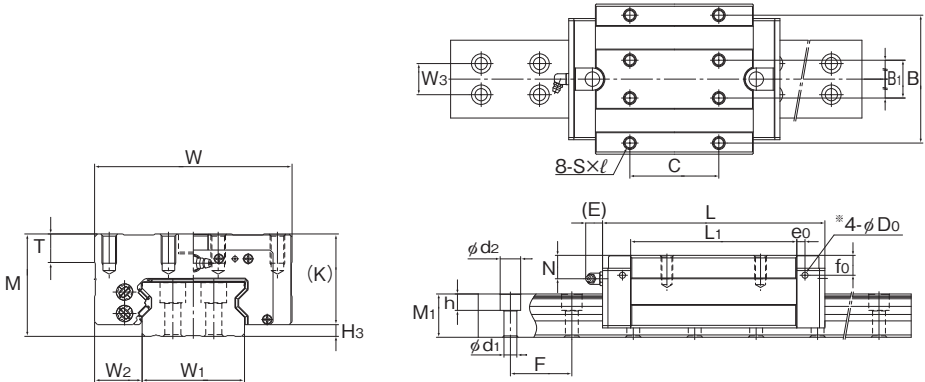 W3
B1
B
8-S×ℓ
C
W
(E)
L
※4-φD0
L1
e0
T
φd2
N
f0
M
(K)
h
M1
H3
φd1
F
W2
W1